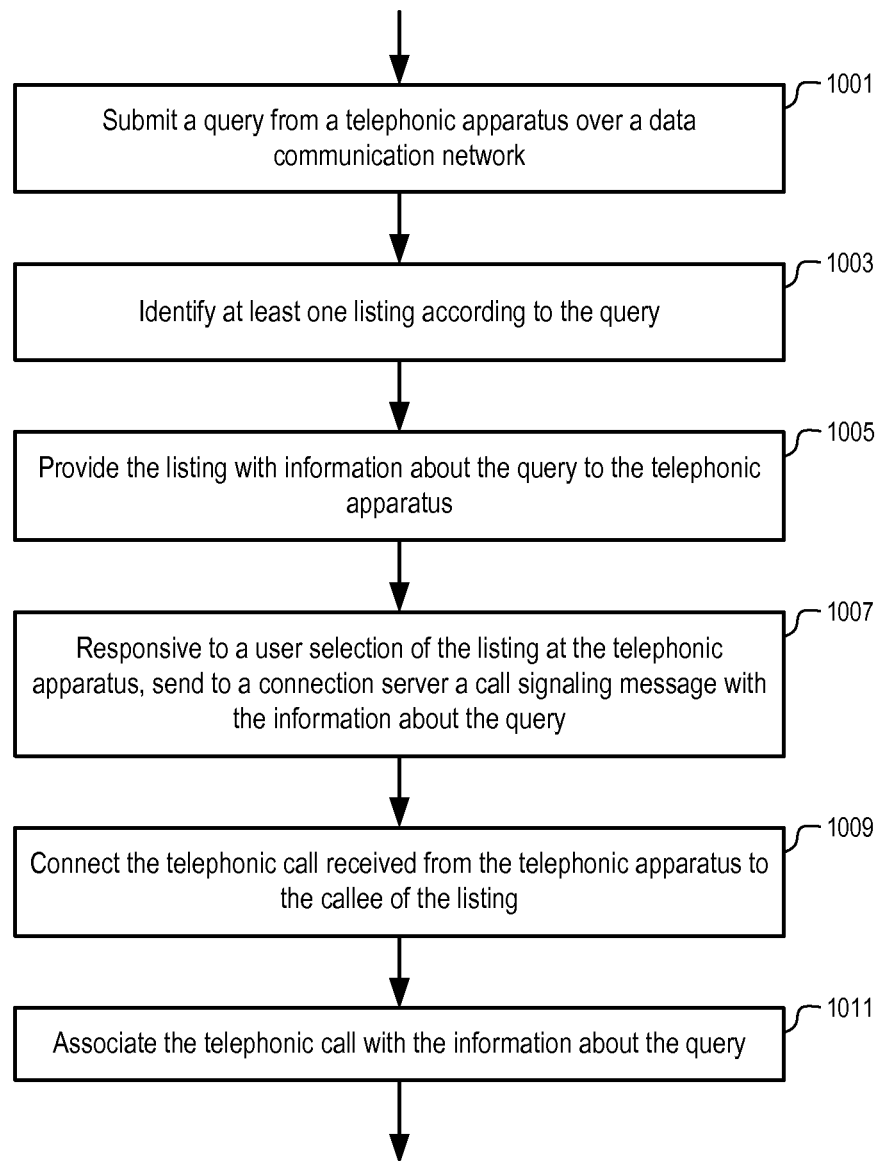 1001
Submit a query from a telephonic apparatus over a data
communication network
1003
Identify at least one listing according to the query
1005
Provide the listing with information about the query to the telephonic
apparatus
1007
Responsive to a user selection of the listing at the telephonic
apparatus, send to a connection server a call signaling message with
the information about the query
1009
Connect the telephonic call received from the telephonic apparatus to
the callee of the listing
1011
Associate the telephonic call with the information about the query